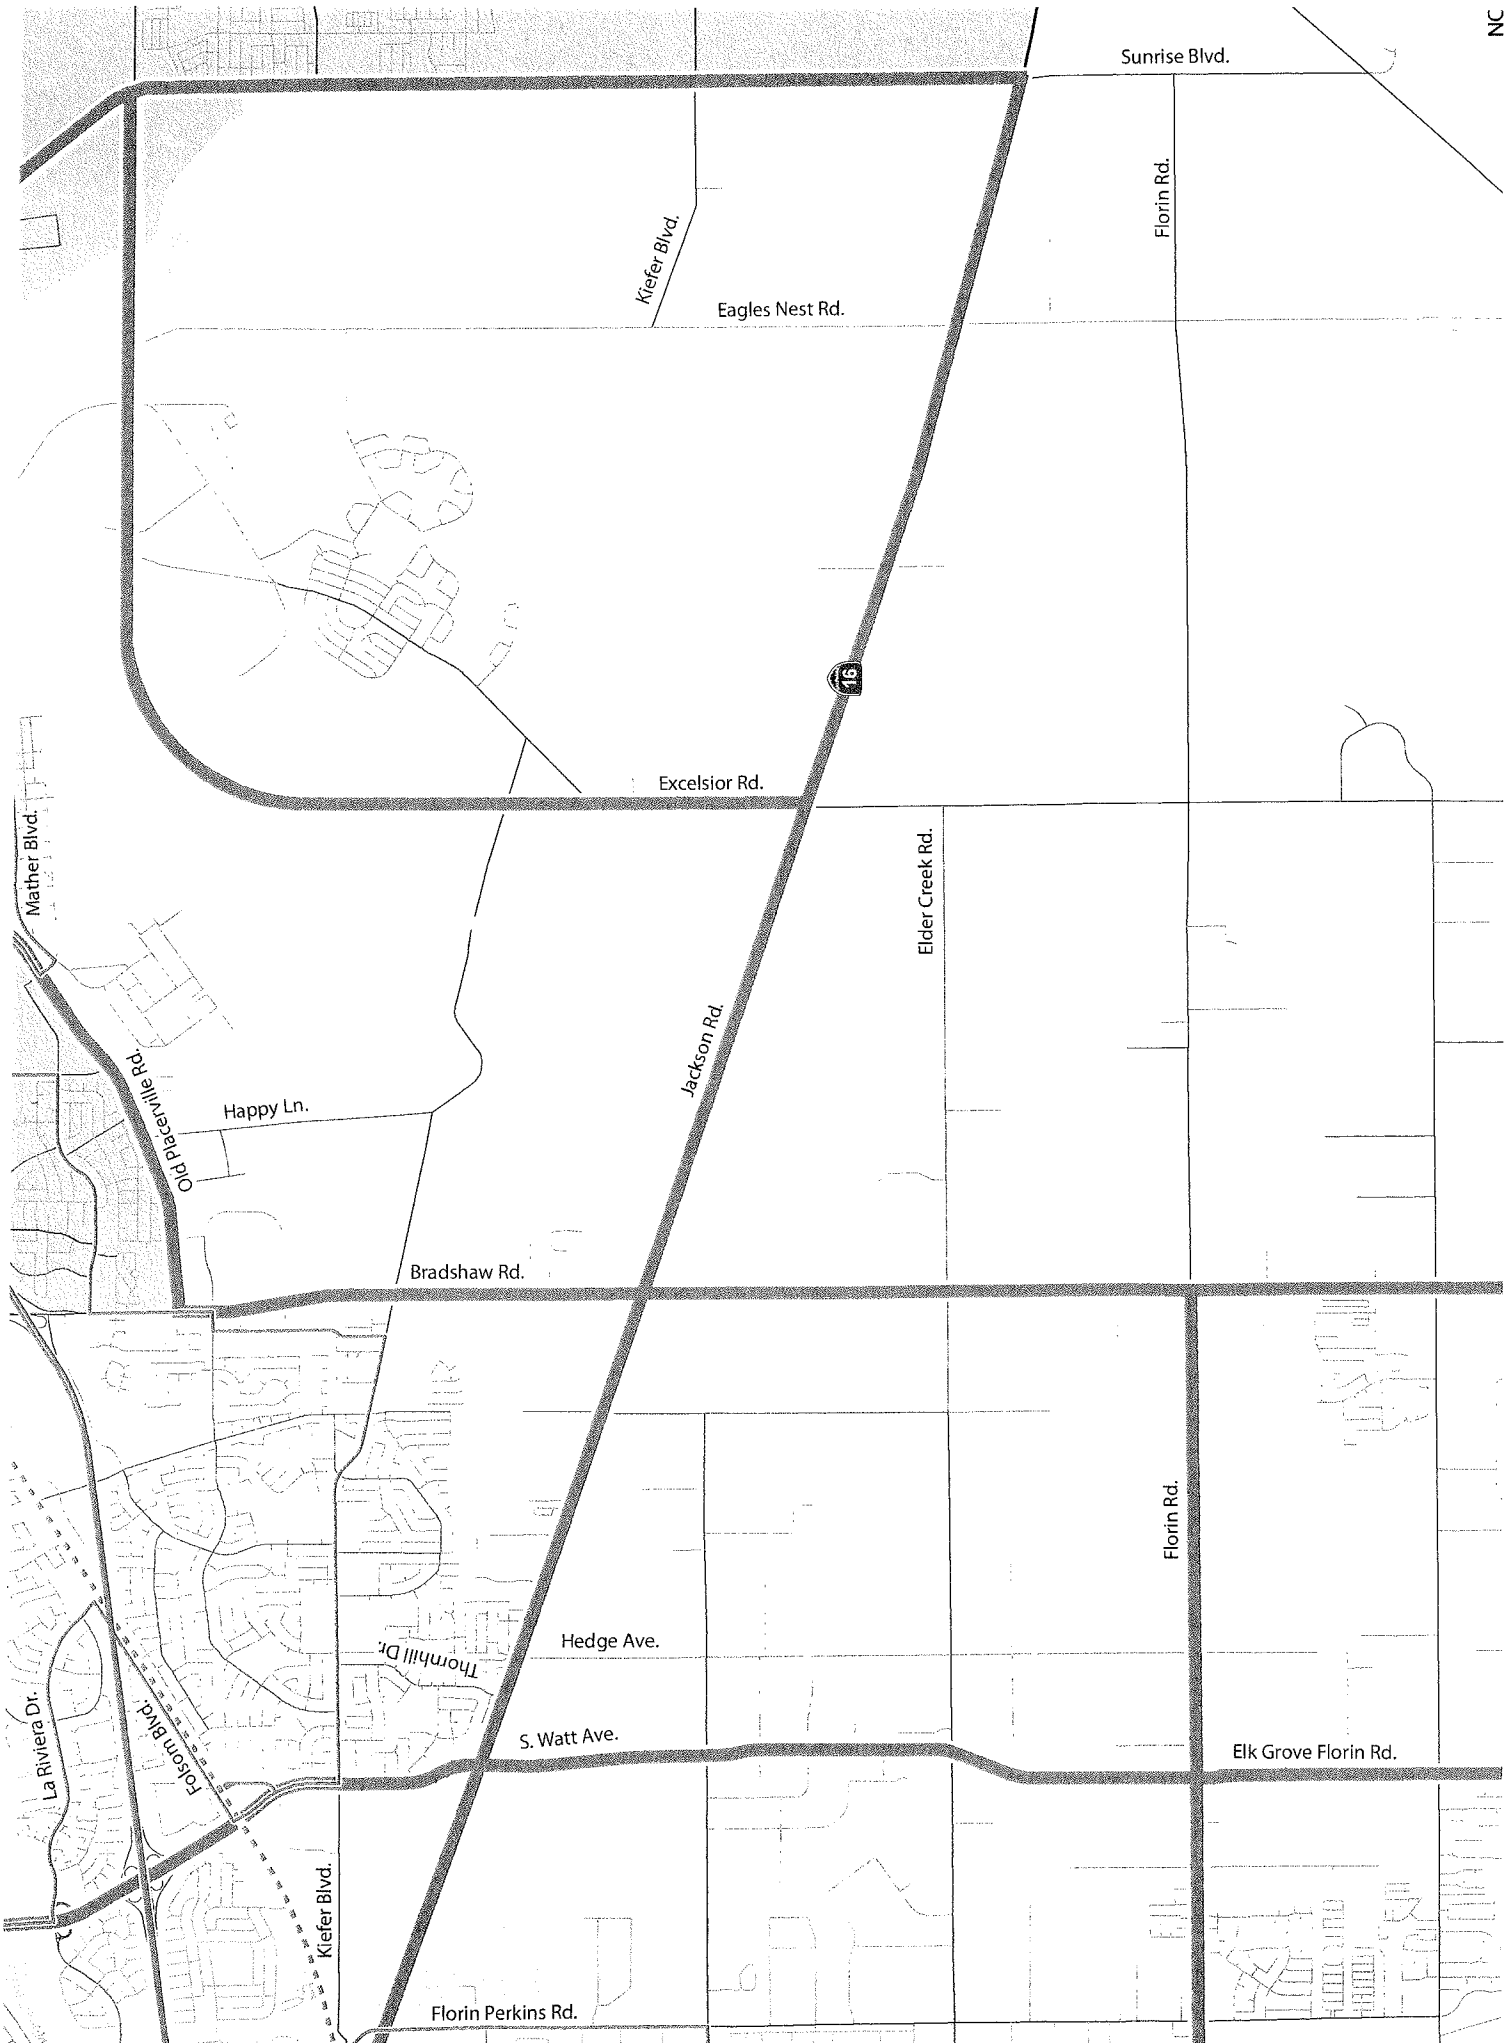 NC
Sunrise Blvd.
Florin Rd.
Kiefer Blvd.
Eagles Nest Rd.
16
Excelsior Rd.
Mather Blvd.
Elder Creek Rd.
Jackson Rd.
Old Placerville Rd.
Happy Ln.
Bradshaw Rd.
Florin Rd.
Hedge Ave.
Thornhill Dr.
La Riviera Dr.
Folsom Blvd.
S. Watt Ave.
Elk Grove Florin Rd.
Kiefer Blvd.
Florin Perkins Rd.